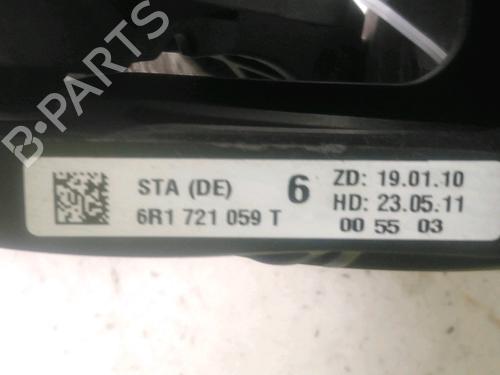 B-PARTS
STA (DE) 6 ZD: 19.01.10
6R1 721 059 T HD: 23.05.11
00 55 03